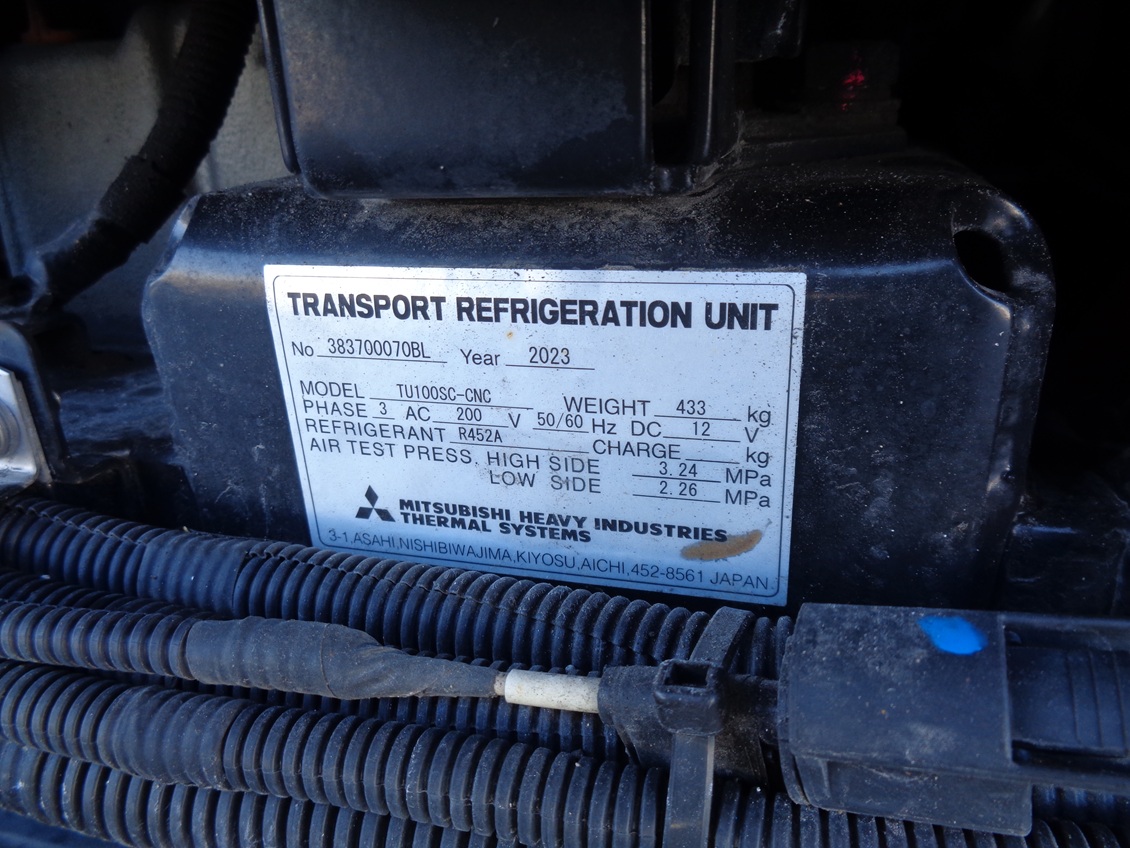 TRANSPORT REFRIGERATION UNIT
No 383700070BL Year 2023
MODEL TU100SC-CNC WEIGHT 433 kg
PHASE 3 AC 200 V 50/60 Hz DC 12 V
REFRIGERANT R452A CHARGE kg
AIR TEST PRESS. HIGH SIDE 3.24 MPa
LOW SIDE 2.26 MPa
MITSUBISHI HEAVY INDUSTRIES
THERMAL SYSTEMS
3-1,ASAHI,NISHIBIWAJIMA,KIYOSU,AICHI,452-8561 JAPAN